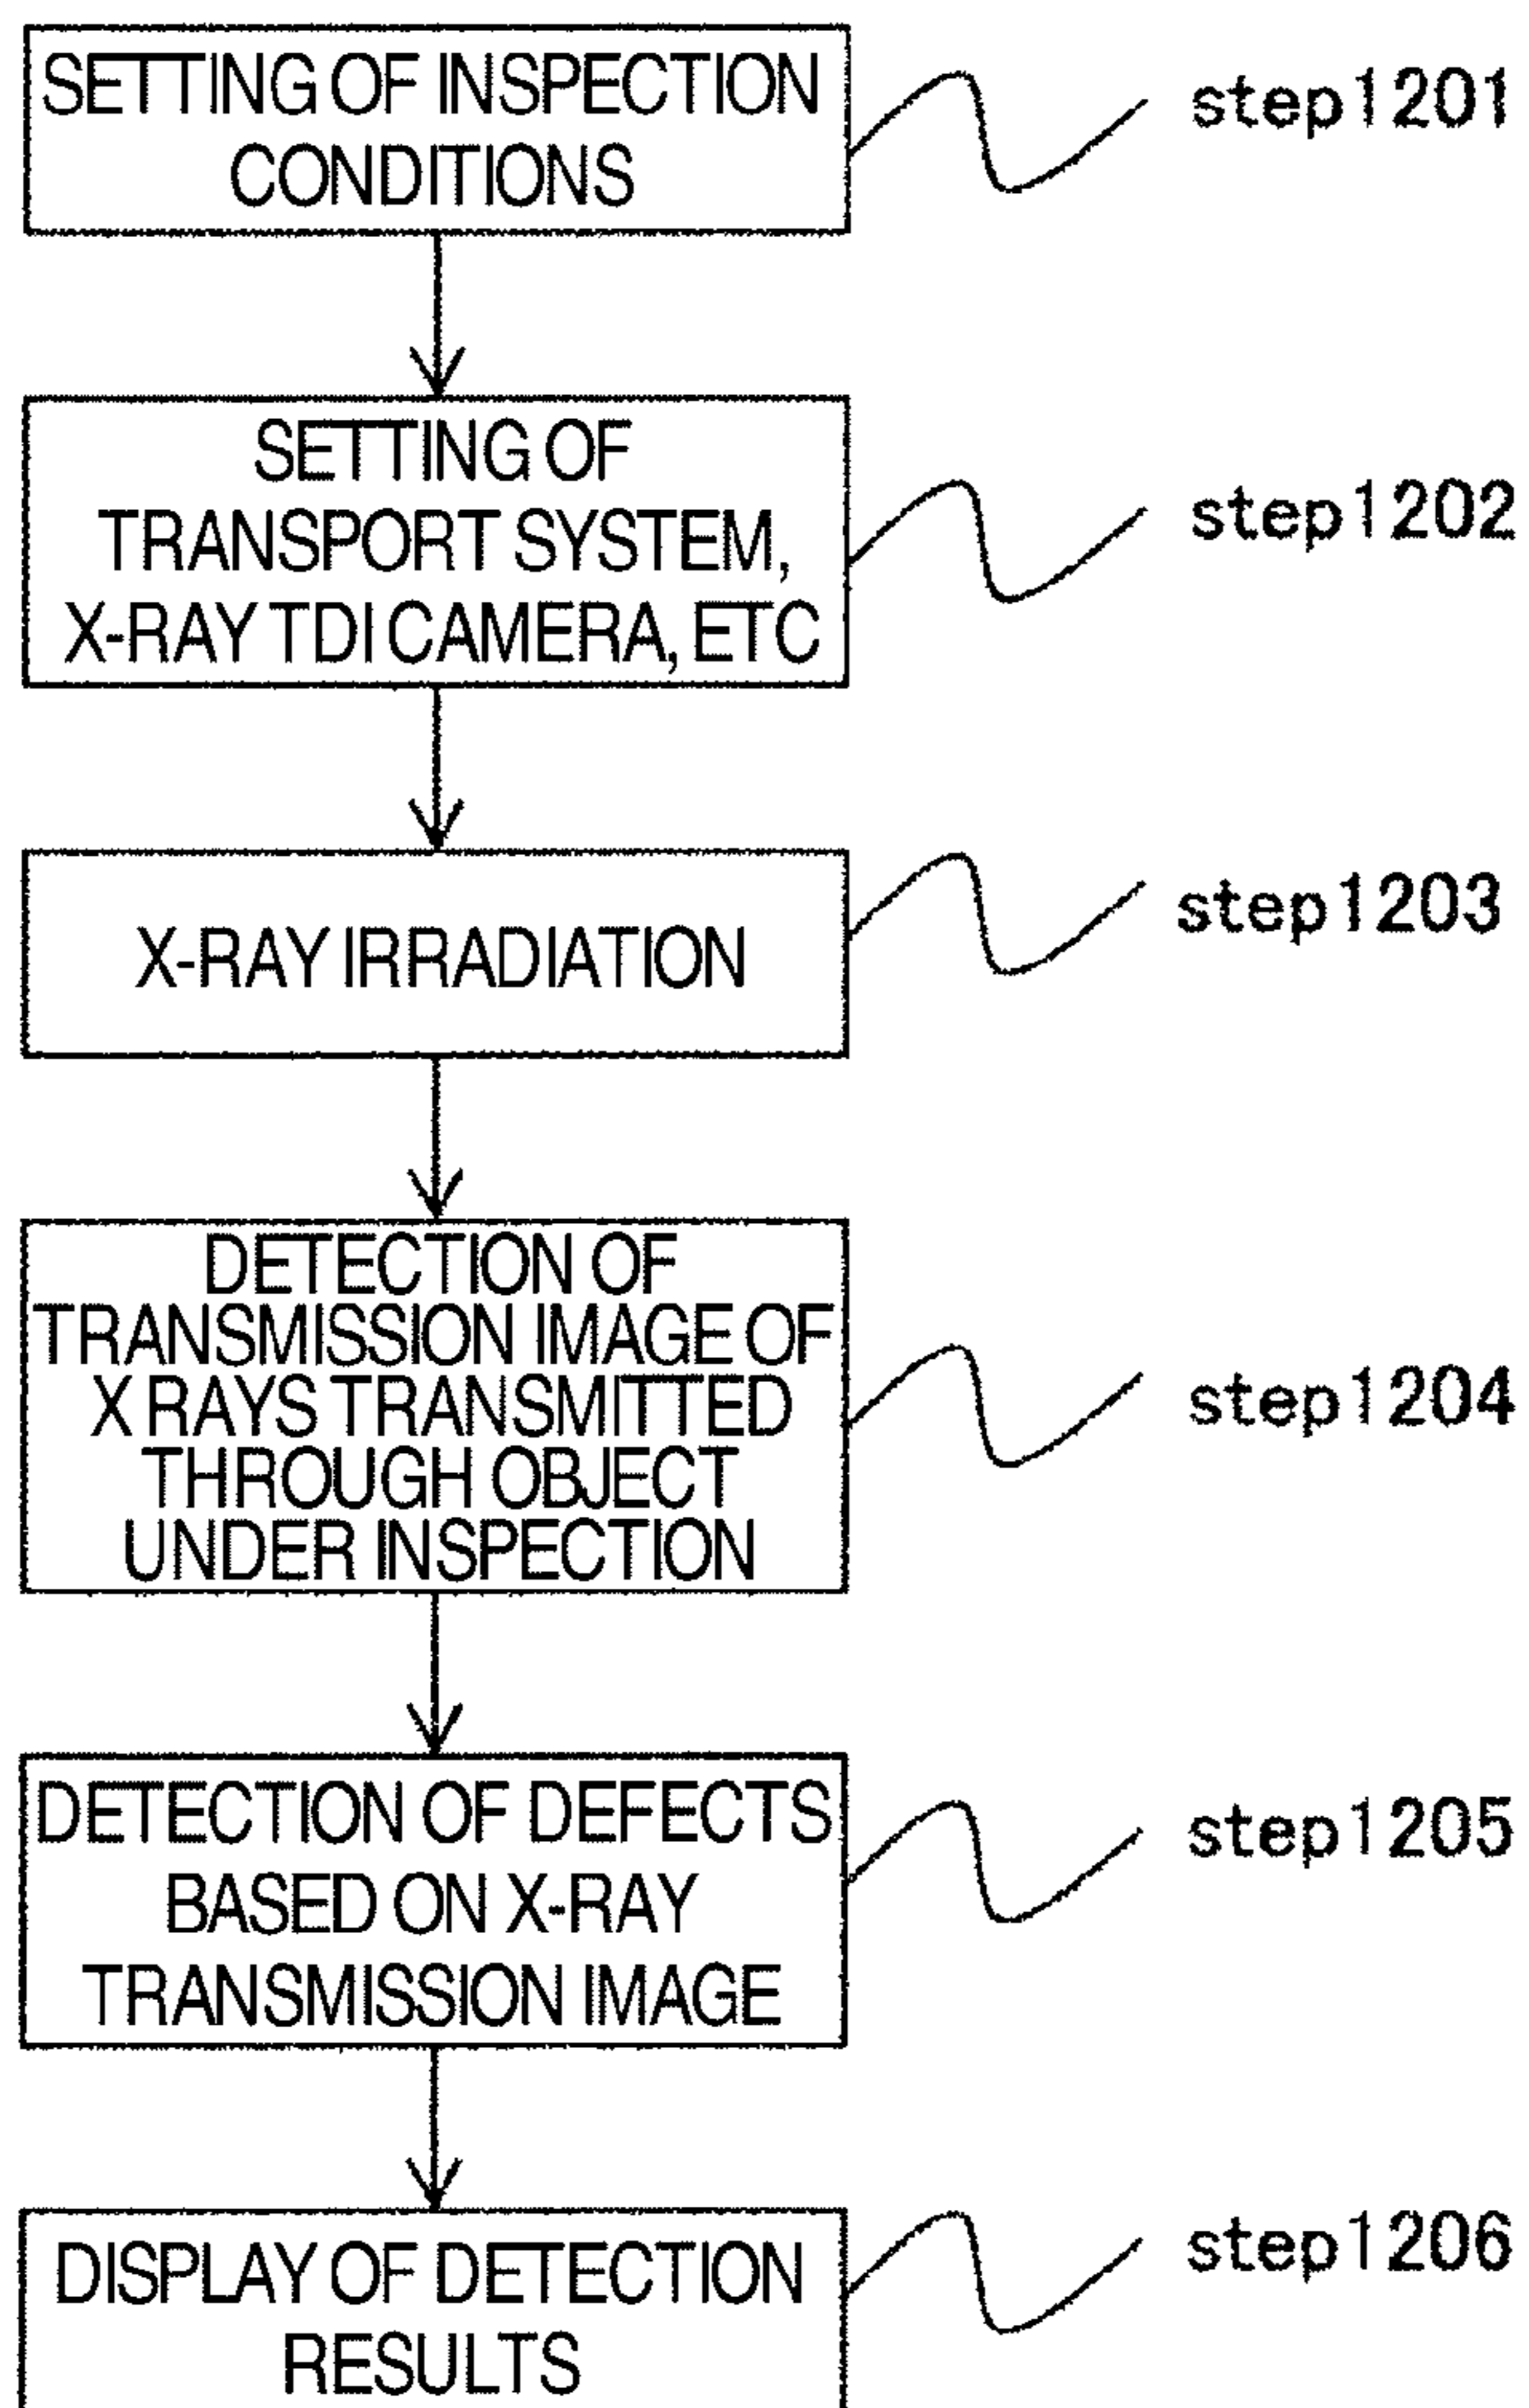 SETTING OF INSPECTION
CONDITIONS
step1201
SETTING OF
TRANSPORT SYSTEM,
X-RAY TDI CAMERA, ETC
step1202
X-RAY IRRADIATION
step1203
DETECTION OF
TRANSMISSION IMAGE OF
X RAYS TRANSMITTED
THROUGH OBJECT
UNDER INSPECTION
step1204
DETECTION OF DEFECTS
BASED ON X-RAY
TRANSMISSION IMAGE
step1205
DISPLAY OF DETECTION
RESULTS
step1206